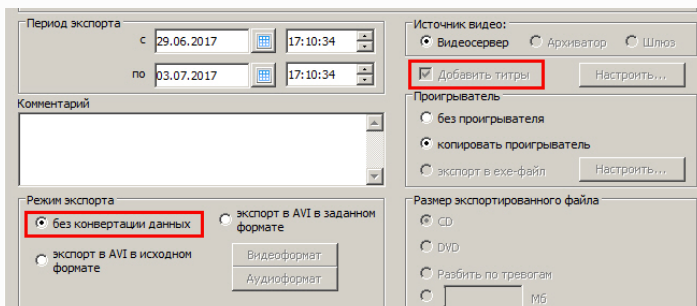 Период экспорта
с 29.06.2017 17:10:34
по 03.07.2017 17:10:34
Комментарий
Режим экспорта
без конвертации данных
экспорт в AVI в заданном
формате
экспорт в AVI в исходном
формате
Видеоформат
Аудиоформат
Источник видео:
Видеосервер Архиватор Шлюз
Добавить титры Настроить...
Проигрыватель
без проигрывателя
копировать проигрыватель
экспорт в exe-файл Настроить...
Размер экспортированного файла
CD
DVD
Разбить по тревогам
Мб